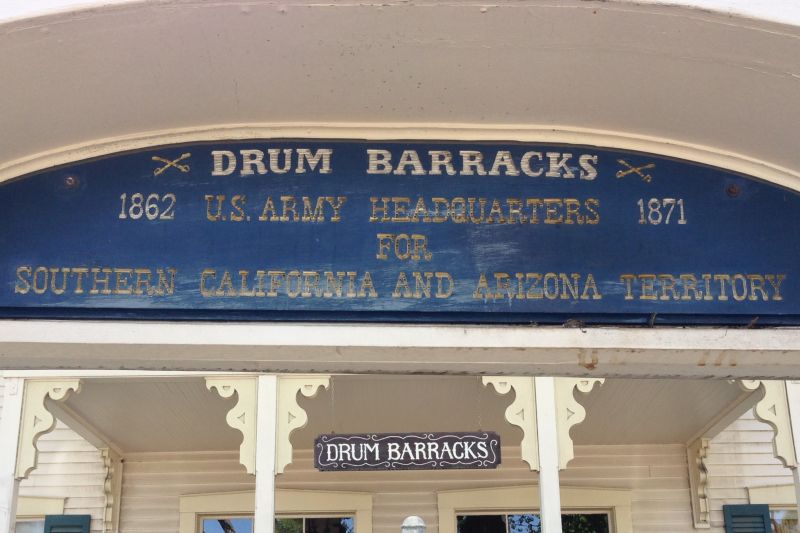 DRUM BARRACKS
1862 U.S. ARMY HEADQUARTERS 1871
FOR
SOUTHERN CALIFORNIA AND ARIZONA TERRITORY
DRUM BARRACKS